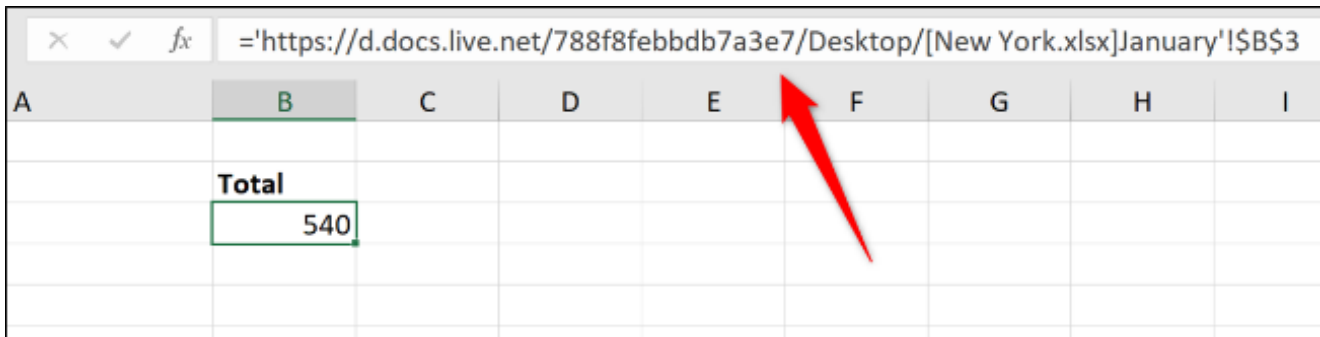 fx ='https://d.docs.live.net/788f8febbdb7a3e7/Desktop/[New York.xlsx]January'!$B$3
A B C D E F G H I
Total
540